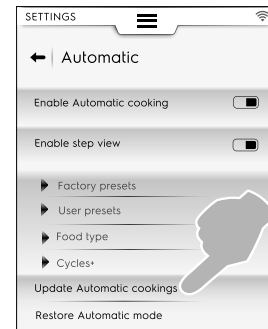 SETTINGS
Automatic
Enable Automatic cooking
Enable step view
Factory presets
User presets
Food type
Cycles+
Update Automatic cookings
Restore Automatic mode